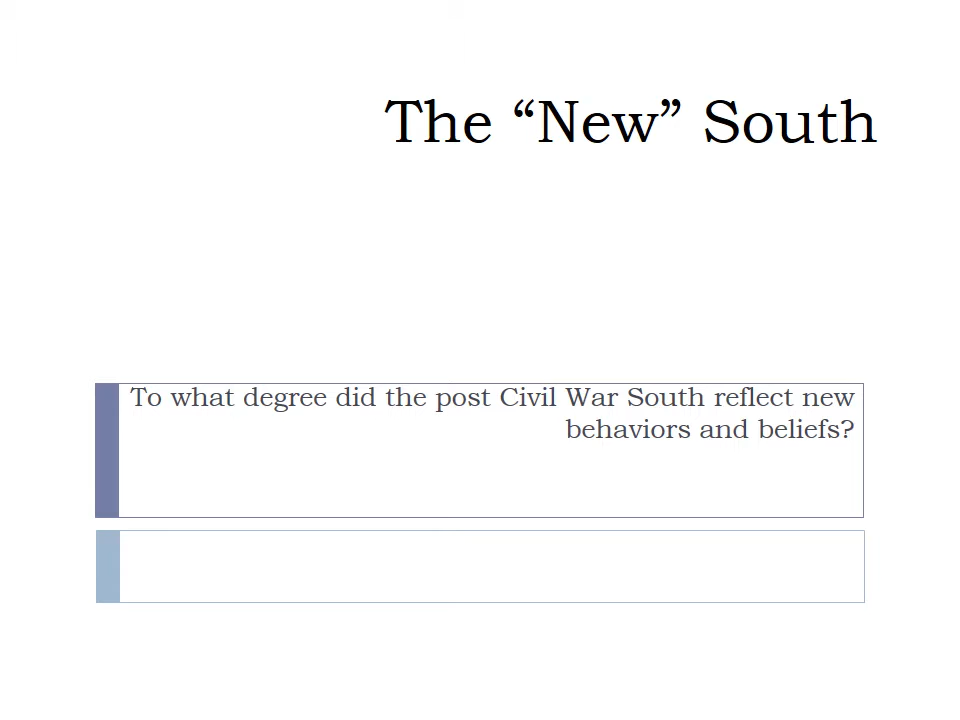 The “New” South
To what degree did the post Civil War South reflect new
behaviors and beliefs?